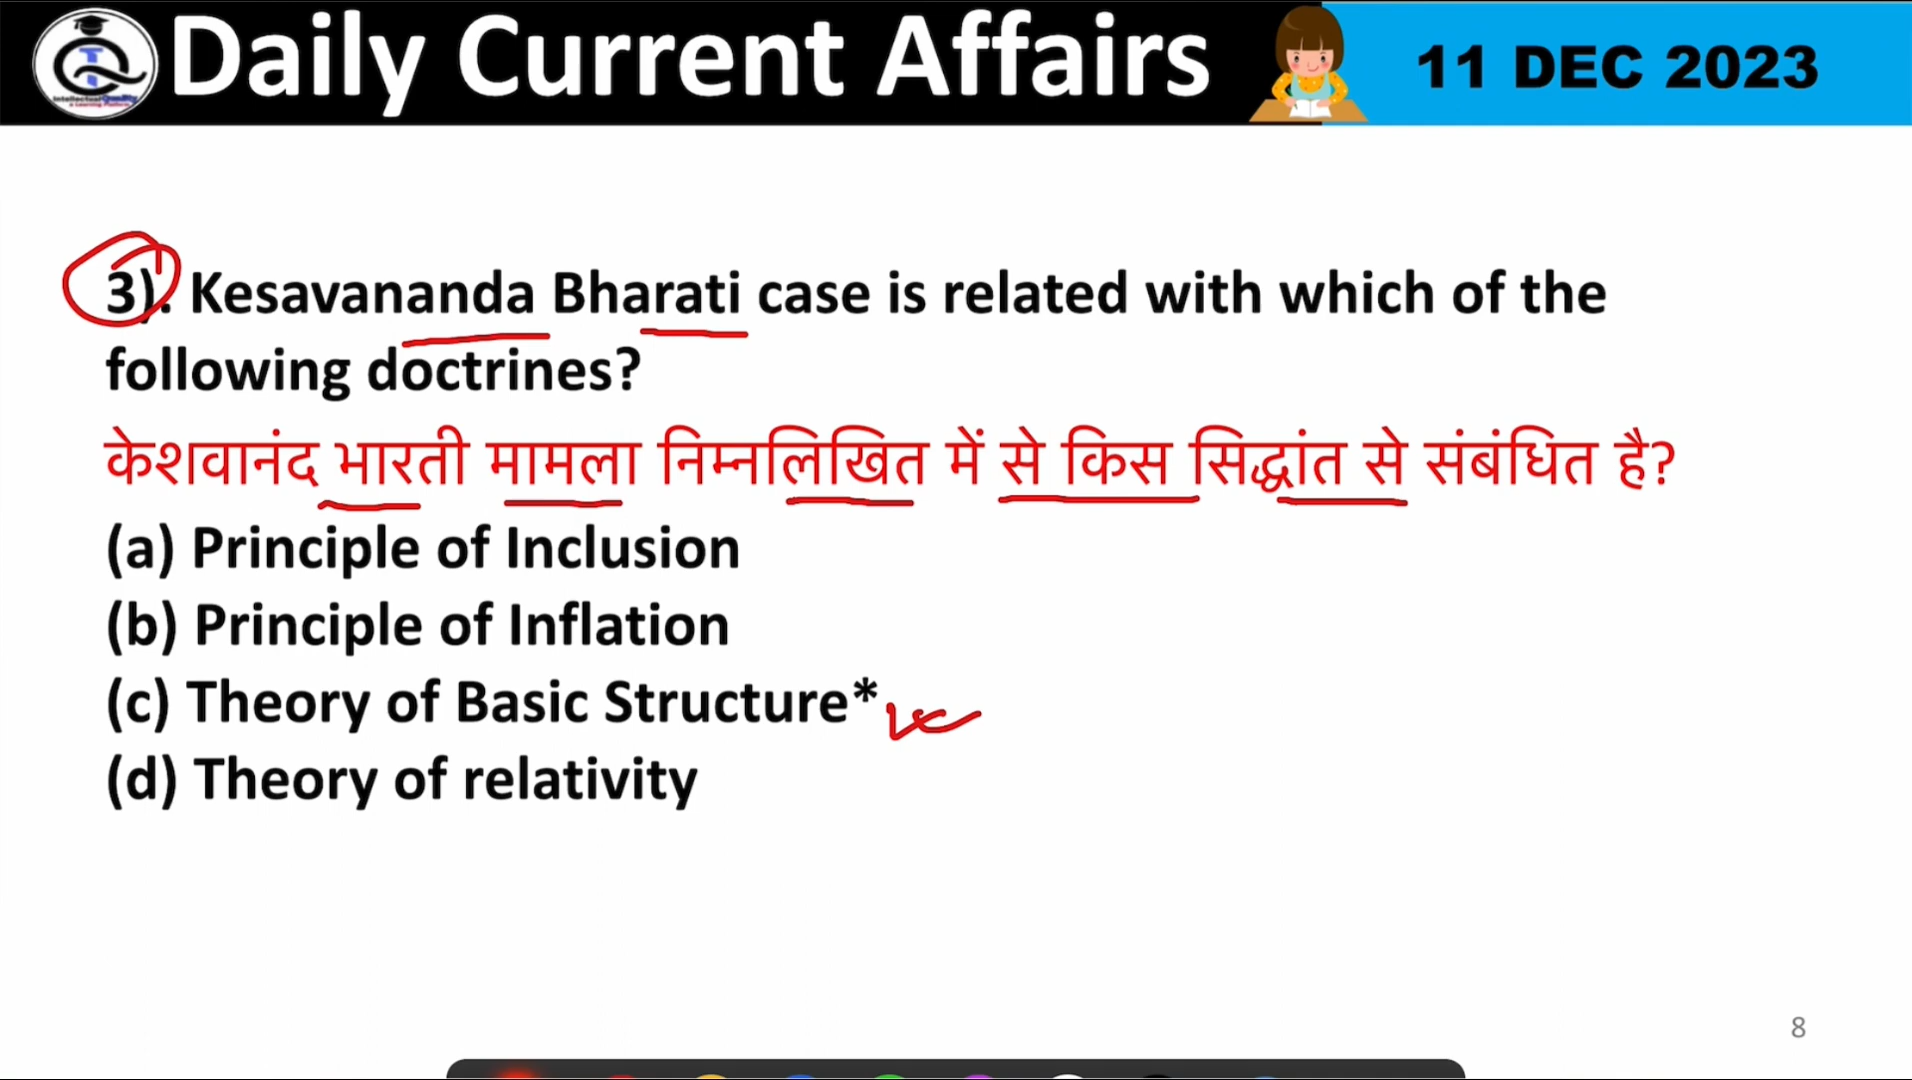 Daily Current Affairs
11 DEC 2023
3). Kesavananda Bharati case is related with which of the
following doctrines?
केशवानंद भारती मामला निम्नलिखित में से किस सिद्धांत से संबंधित है?
(a) Principle of Inclusion
(b) Principle of Inflation
(c) Theory of Basic Structure*
(d) Theory of relativity
8